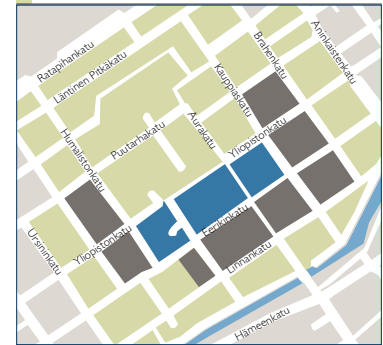 Ratapihankatu
Läntinen Pitkäkatu
Aninkaistenkatu
Brahenkatu
Kauppiaskatu
Humalistonkatu
Puutarhakatu
Aurakatu
Yliopistonkatu
Ursininkatu
Yliopistonkatu
Eerikinkatu
Linnankatu
Hämeenkatu